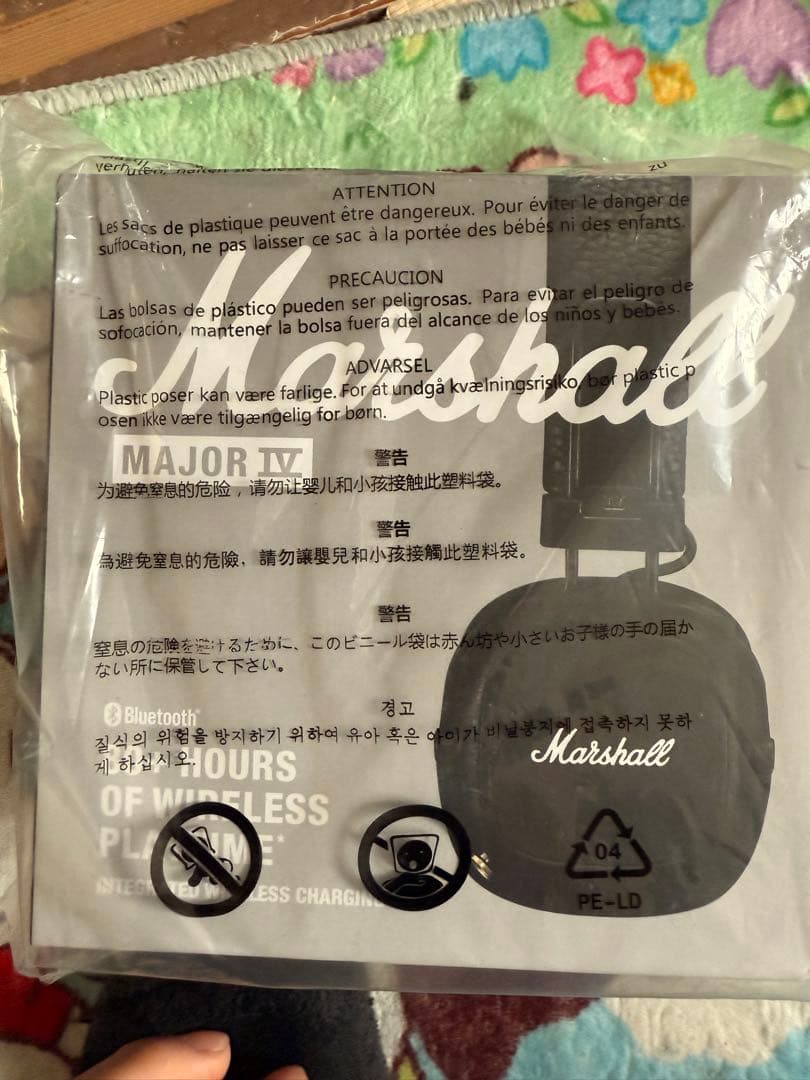 zu
ATTENTION
Les sacs de plastique peuvent être dangereux. Pour éviter le danger de
suffocation, ne pas laisser ce sac à la portée des bébés ni des enfants.
PRECAUCION
Las bolsas de plástico pueden ser peligrosas. Para evitar el peligro de
sofocación, mantener la bolsa fuera del alcance de los niños y bebés.
Marshall
ADVARSEL
Plastic poser kan være farlige. For at undgå kvælningsrisiko, bør plastic p
osen ikke være tilgængelig for børn.
MAJOR IV
警告
为避免窒息的危险，请勿让婴儿和小孩接触此塑料袋。
警告
為避免窒息的危險，請勿讓嬰兒和小孩接觸此塑料袋。
警告
窒息の危険を避けるために、このビニール袋は赤ん坊や小さいお子様の手の届か
ない所に保管して下さい。
Bluetooth®
경고
질식의 위험을 방지하기 위하여 유아 혹은 아이가 비닐봉지에 접촉하지 못하
게 하십시오.
Marshall
HOURS
OF WIRELESS
PLAYTIME*
INTEGRATED WIRELESS CHARGING
04
PE-LD